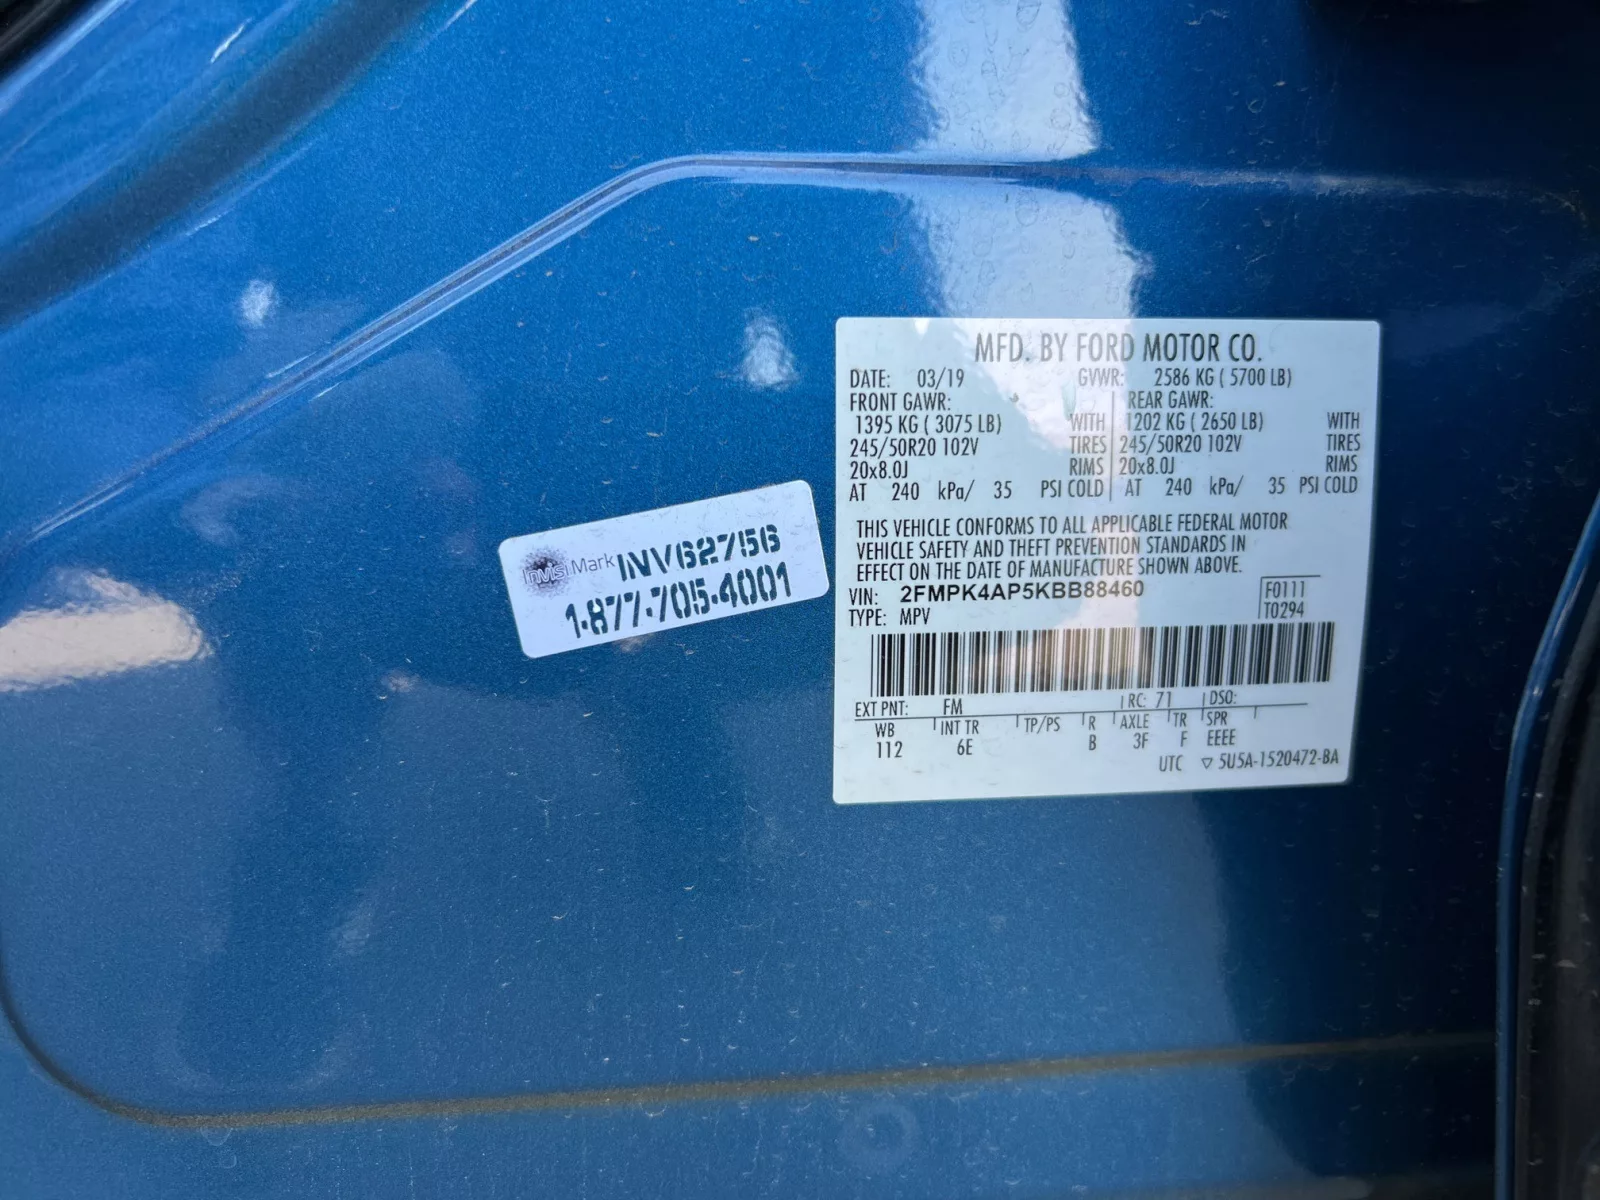 MFD. BY FORD MOTOR CO.
DATE: 03/19 GVWR: 2586 KG ( 5700 LB)
FRONT GAWR: REAR GAWR:
1395 KG ( 3075 LB) WITH 1202 KG ( 2650 LB) WITH
245/50R20 102V TIRES 245/50R20 102V TIRES
20x8.0J RIMS 20x8.0J RIMS
AT 240 kPa/ 35 PSI COLD AT 240 kPa/ 35 PSI COLD
THIS VEHICLE CONFORMS TO ALL APPLICABLE FEDERAL MOTOR
VEHICLE SAFETY AND THEFT PREVENTION STANDARDS IN
EFFECT ON THE DATE OF MANUFACTURE SHOWN ABOVE.
VIN: 2FMPK4AP5KBB88460 F0111
TYPE: MPV T0294
EXT PNT: FM RC: 71 DSO:
WB INT TR TP/PS R AXLE TR SPR
112 6E B 3F F EEEE
UTC ▽ 5U5A-1520472-BA
InvisiMark INV62756
1-877-705-4001